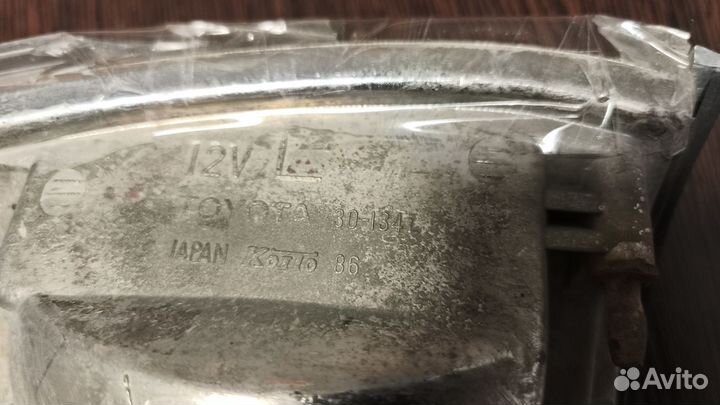 12V L
TOYOTA 30-134
JAPAN KOITO 86
Avito